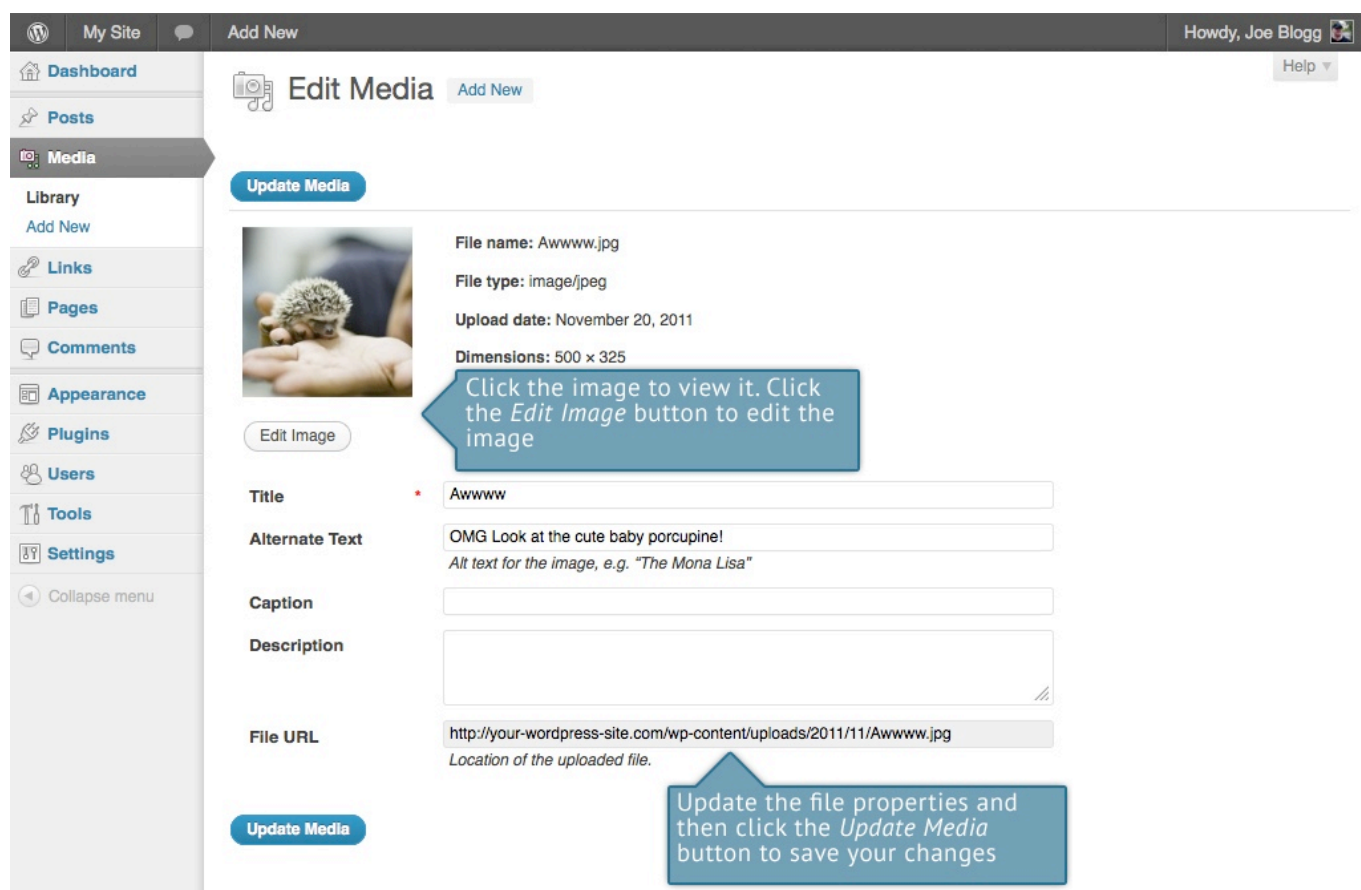 My Site
Add New
Howdy, Joe Blogg
Help
Dashboard
Posts
Media
Library
Add New
Links
Pages
Comments
Appearance
Plugins
Users
Tools
Settings
Collapse menu
Edit Media
Add New
Update Media
File name: Awwww.jpg
File type: image/jpeg
Upload date: November 20, 2011
Dimensions: 500 × 325
Click the image to view it. Click
the Edit Image button to edit the
image
Edit Image
Title *
Awwww
Alternate Text
OMG Look at the cute baby porcupine!
Alt text for the image, e.g. “The Mona Lisa”
Caption
Description
File URL
http://your-wordpress-site.com/wp-content/uploads/2011/11/Awwww.jpg
Location of the uploaded file.
Update the file properties and
then click the Update Media
button to save your changes
Update Media